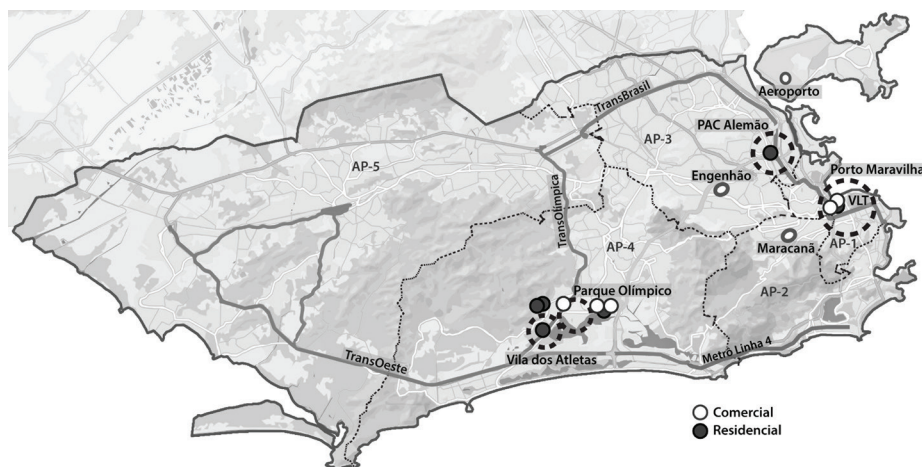 Aeroporto
TransBrasil
PAC Alemão
AP-3
AP-5
Porto Maravilha
Engenhão
VLT
TransOlímpica
Maracanã
AP-1
AP-4
Parque Olímpico
AP-2
Metrô Linha 4
TransOeste
Vila dos Atletas
Comercial
Residencial